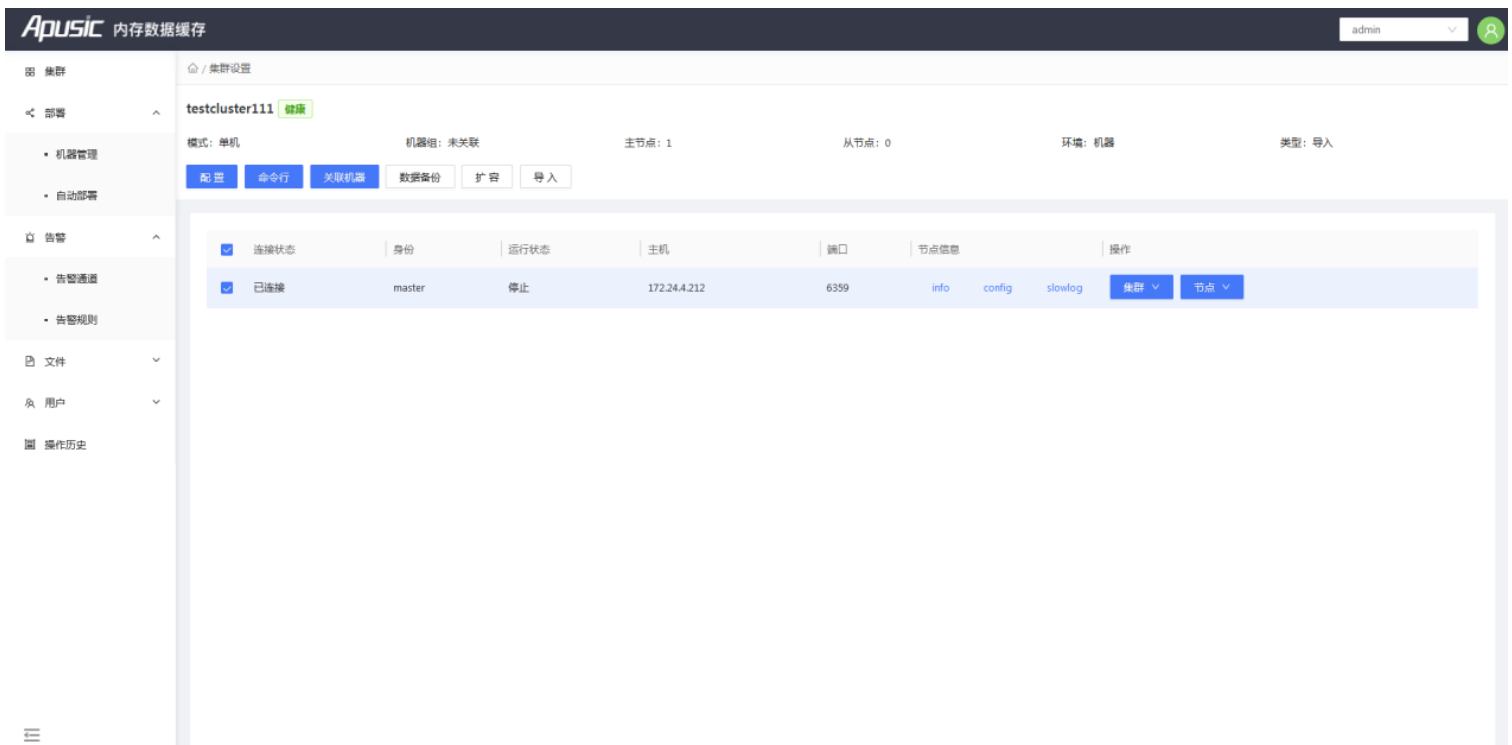 Apusic 内存数据缓存
admin
集群
/ 集群设置
部署
testcluster111 健康
模式：单机 机器组：未关联 主节点：1 从节点：0 环境：机器 类型：导入
机器管理
配 置 命令行 关联机器 数据备份 扩 容 导 入
自动部署
告警
连接状态 身份 运行状态 主机 端口 节点信息 操作
告警通道
已连接 master 停止 172.24.4.212 6359 info config slowlog 集群 节点
告警规则
文件
用户
操作历史